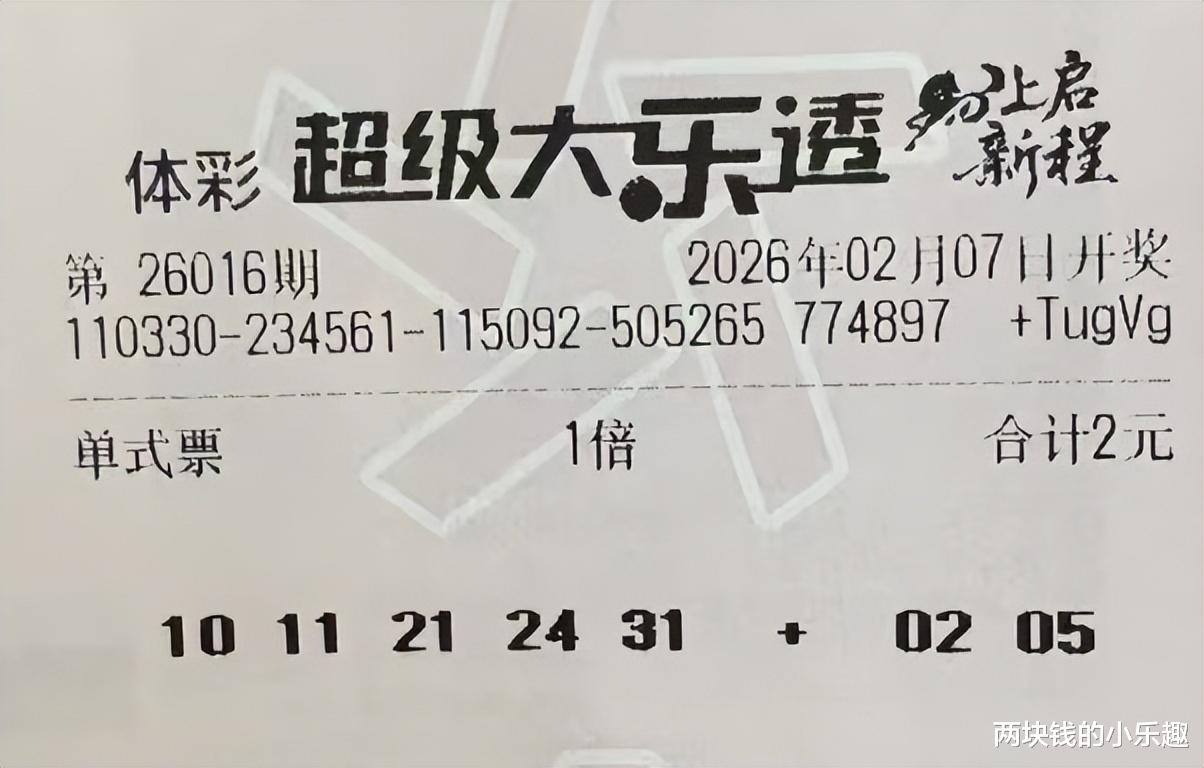 体彩 超级大乐透 马上启
新程
第 26016期 2026年02月07日开奖
110330-234561-115092-505265 774897 +TugVg
单式票 1倍 合计2元
10 11 21 24 31 + 02 05
两块钱的小乐趣